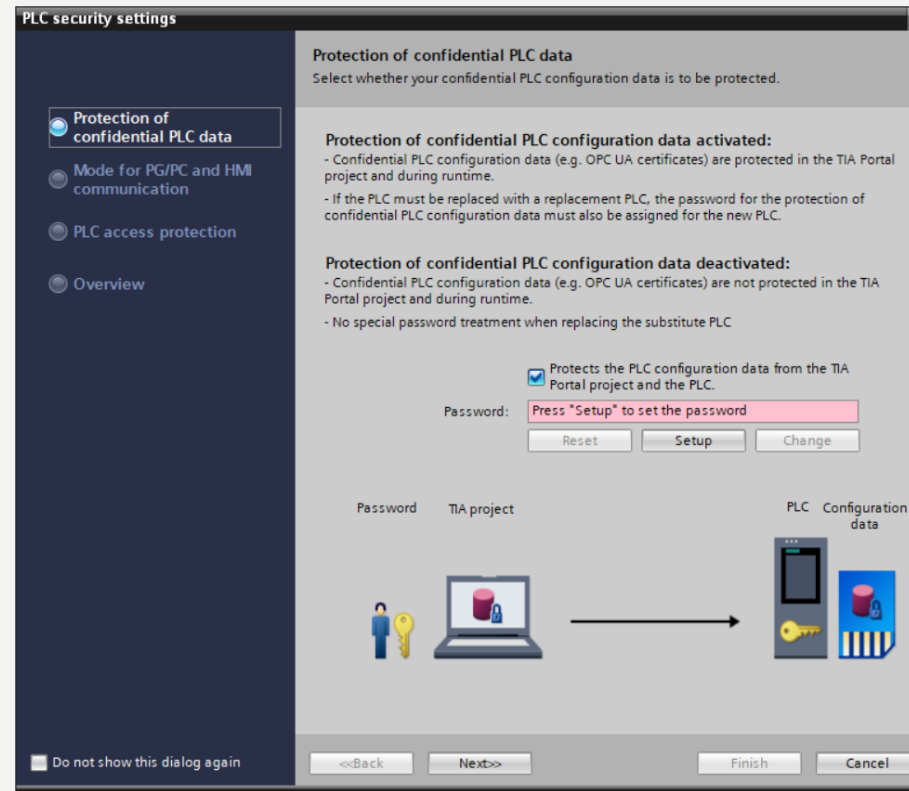 PLC security settings
Protection of confidential PLC data
Select whether your confidential PLC configuration data is to be protected.
Protection of
confidential PLC data
Mode for PG/PC and HMI
communication
PLC access protection
Overview
Protection of confidential PLC configuration data activated:
- Confidential PLC configuration data (e.g. OPC UA certificates) are protected in the TIA Portal
project and during runtime.
- If the PLC must be replaced with a replacement PLC, the password for the protection of
confidential PLC configuration data must also be assigned for the new PLC.
Protection of confidential PLC configuration data deactivated:
- Confidential PLC configuration data (e.g. OPC UA certificates) are not protected in the TIA
Portal project and during runtime.
- No special password treatment when replacing the substitute PLC
Protects the PLC configuration data from the TIA
Portal project and the PLC.
Password: Press "Setup" to set the password
Reset Setup Change
Password TIA project PLC Configuration
data
Do not show this dialog again
<<Back Next>> Finish Cancel